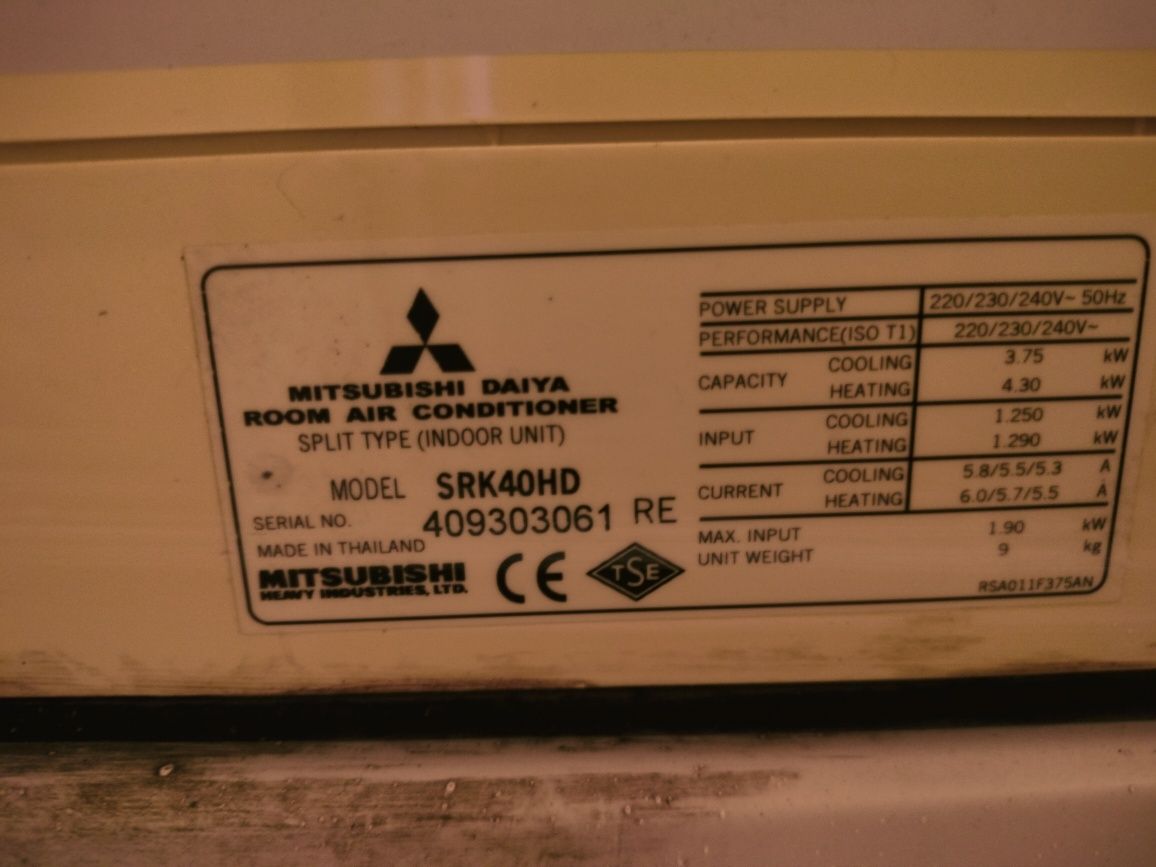 MITSUBISHI DAIYA
ROOM AIR CONDITIONER
SPLIT TYPE (INDOOR UNIT)
MODEL SRK40HD
SERIAL NO. 409303061 RE
MADE IN THAILAND
MITSUBISHI
HEAVY INDUSTRIES, LTD.
CE
TSE
POWER SUPPLY 220/230/240V~ 50Hz
PERFORMANCE(ISO T1) 220/230/240V~
CAPACITY COOLING 3.75 kW
HEATING 4.30 kW
INPUT COOLING 1.250 kW
HEATING 1.290 kW
CURRENT COOLING 5.8/5.5/5.3 A
HEATING 6.0/5.7/5.5 A
MAX. INPUT 1.90 kW
UNIT WEIGHT 9 kg
RSA011F375AN